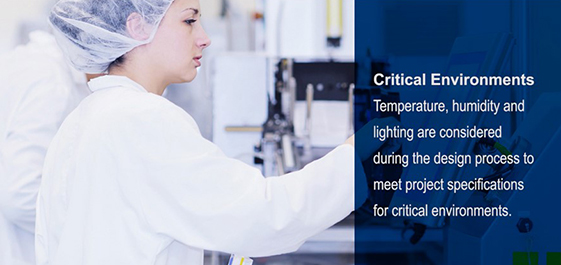 Critical Environments
Temperature, humidity and
lighting are considered
during the design process to
meet project specifications
for critical environments.